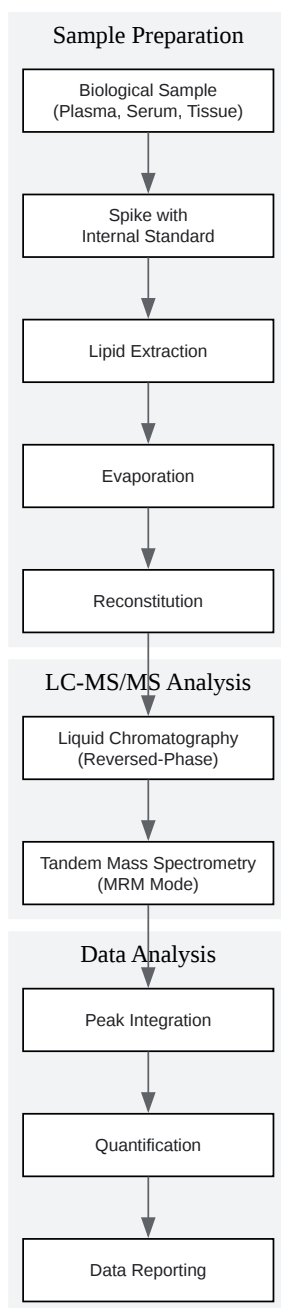 Sample Preparation
Biological Sample
(Plasma, Serum, Tissue)
Spike with
Internal Standard
Lipid Extraction
Evaporation
Reconstitution
LC-MS/MS Analysis
Liquid Chromatography
(Reversed-Phase)
Tandem Mass Spectrometry
(MRM Mode)
Data Analysis
Peak Integration
Quantification
Data Reporting